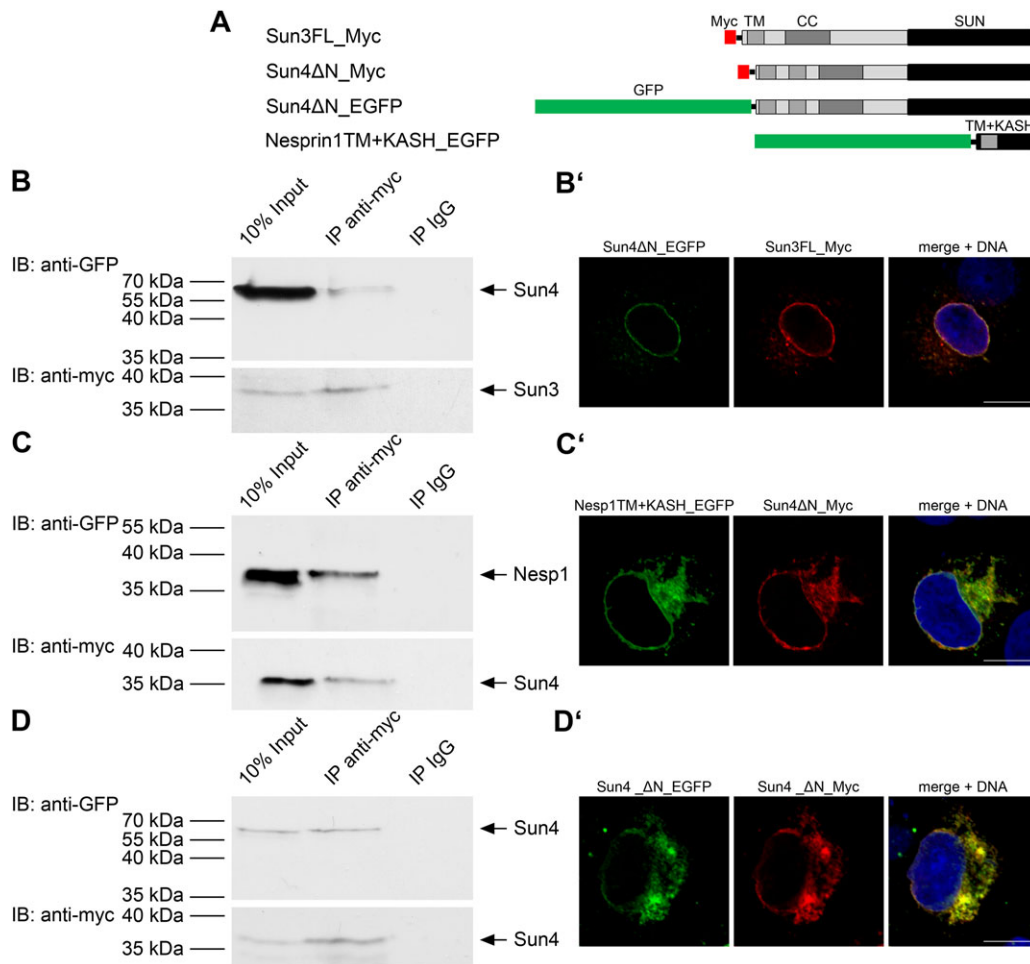 A
Sun3FL_Myc
Sun4ΔN_Myc
Sun4ΔN_EGFP
Nesprin1TM+KASH_EGFP
Myc TM CC SUN
GFP
TM+KASH
B
10% Input IP anti-myc IP IgG
IB: anti-GFP
70 kDa
55 kDa
40 kDa
35 kDa
Sun4
IB: anti-myc
40 kDa
35 kDa
Sun3
B'
Sun4ΔN_EGFP Sun3FL_Myc merge + DNA
C
10% Input IP anti-myc IP IgG
IB: anti-GFP
55 kDa
40 kDa
35 kDa
Nesp1
IB: anti-myc
40 kDa
35 kDa
Sun4
C'
Nesp1TM+KASH_EGFP Sun4ΔN_Myc merge + DNA
D
10% Input IP anti-myc IP IgG
IB: anti-GFP
70 kDa
55 kDa
40 kDa
35 kDa
Sun4
IB: anti-myc
40 kDa
35 kDa
Sun4
D'
Sun4 _ΔN_EGFP Sun4 _ΔN_Myc merge + DNA